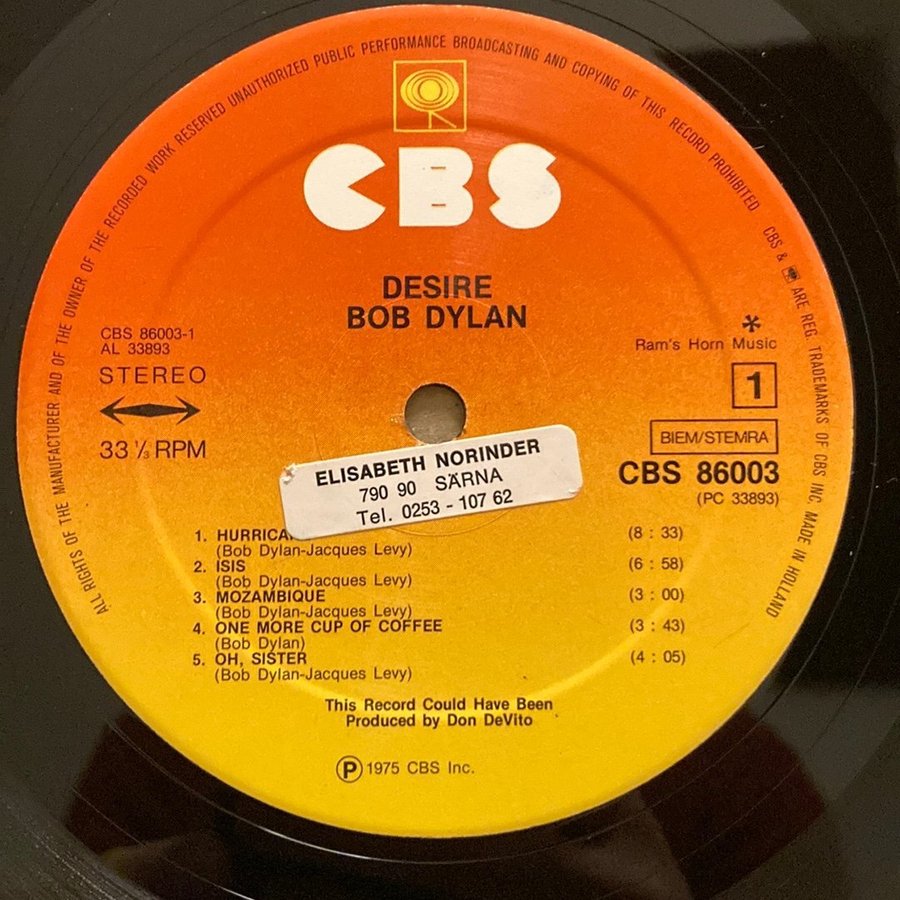 ALL RIGHTS OF THE MANUFACTURER AND OF THE OWNER OF THE RECORDED WORK RESERVED UNAUTHORIZED PUBLIC PERFORMANCE BROADCASTING AND COPYING OF THIS RECORD PROHIBITED
CBS & ARE REG. TRADEMARKS OF CBS INC. MADE IN HOLLAND
CBS
DESIRE
BOB DYLAN
CBS 86003-1
AL 33893
STEREO
33 ⅓ RPM
*
Ram's Horn Music
1
BIEM/STEMRA
CBS 86003
(PC 33893)
ELISABETH NORINDER
790 90 SÄRNA
Tel. 0253 - 107 62
1. HURRICA (8 : 33)
(Bob Dylan-Jacques Levy)
2. ISIS (6 : 58)
(Bob Dylan-Jacques Levy)
3. MOZAMBIQUE (3 : 00)
(Bob Dylan-Jacques Levy)
4. ONE MORE CUP OF COFFEE (3 : 43)
(Bob Dylan)
5. OH, SISTER (4 : 05)
(Bob Dylan-Jacques Levy)
This Record Could Have Been
Produced by Don DeVito
Ⓟ 1975 CBS Inc.